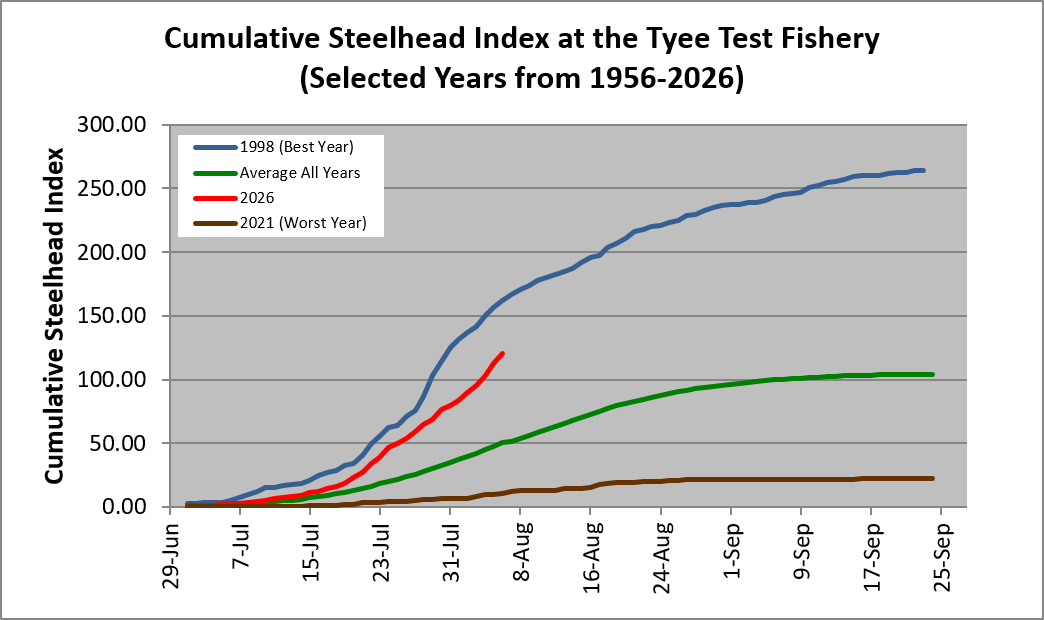 Cumulative Steelhead Index at the Tyee Test Fishery
(Selected Years from 1956-2026)
Cumulative Steelhead Index
300.00
250.00
200.00
150.00
100.00
50.00
0.00
1998 (Best Year)
Average All Years
2026
2021 (Worst Year)
29-Jun
7-Jul
15-Jul
23-Jul
31-Jul
8-Aug
16-Aug
24-Aug
1-Sep
9-Sep
17-Sep
25-Sep